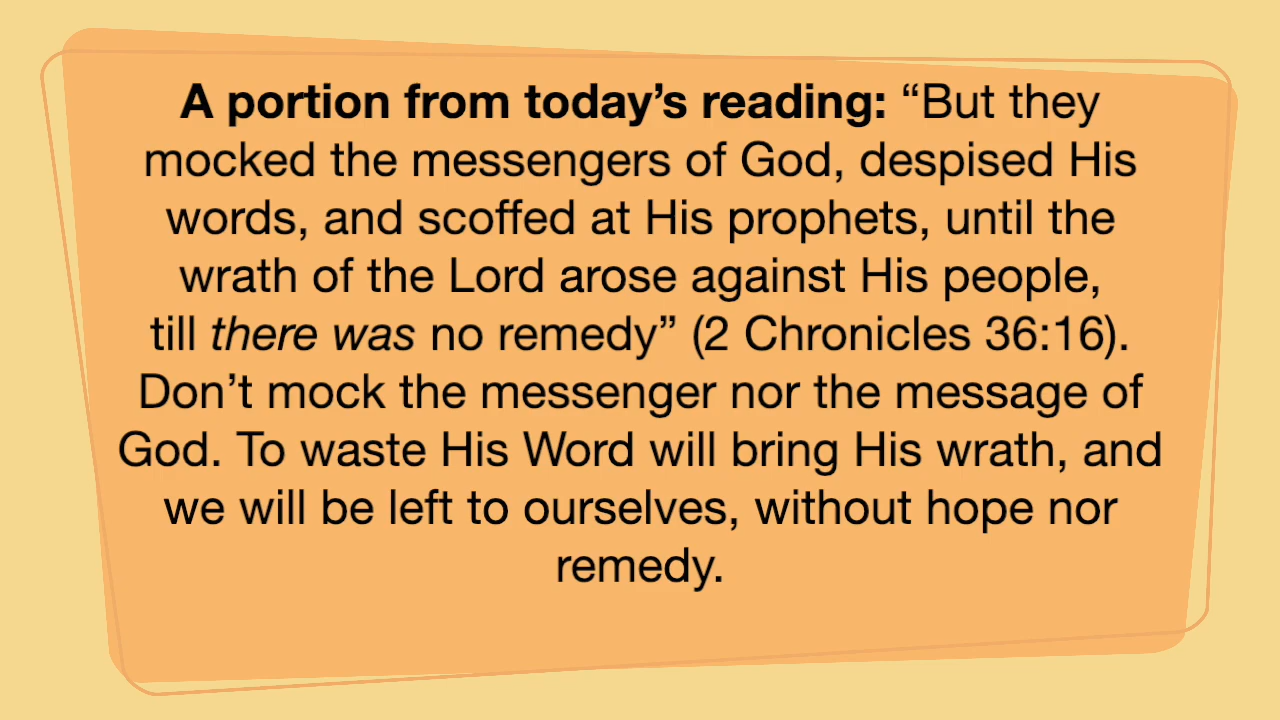 A portion from today’s reading: “But they
mocked the messengers of God, despised His
words, and scoffed at His prophets, until the
wrath of the Lord arose against His people,
till there was no remedy” (2 Chronicles 36:16).
Don’t mock the messenger nor the message of
God. To waste His Word will bring His wrath, and
we will be left to ourselves, without hope nor
remedy.